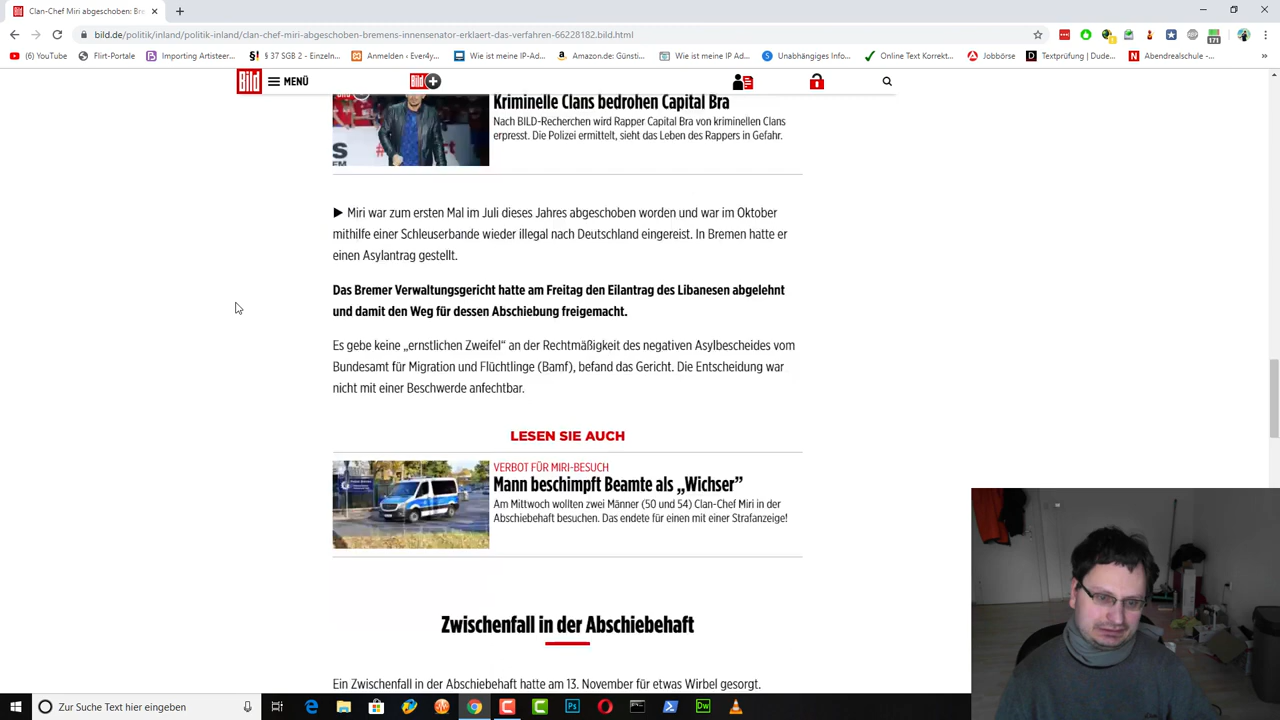 Clan-Chef Miri abgeschoben: Bre
bild.de/politik/inland/politik-inland/clan-chef-miri-abgeschoben-bremens-innensenator-erklaert-das-verfahren-66228182.bild.html
171
(6) YouTube
Flirt-Portale
Importing Artisteer...
§ 37 SGB 2 - Einzeln...
Anmelden ‹ Ever4y...
Wie ist meine IP-Ad...
Amazon.de: Günsti...
Wie ist meine IP Ad...
Unabhängiges Info...
Online Text Korrekt...
Jobbörse
Textprüfung | Dude...
Abendrealschule - ...
»
Bild MENÜ
Bild
Kriminelle Clans bedrohen Capital Bra
Nach BILD-Recherchen wird Rapper Capital Bra von kriminellen Clans
erpresst. Die Polizei ermittelt, sieht das Leben des Rappers in Gefahr.
▶ Miri war zum ersten Mal im Juli dieses Jahres abgeschoben worden und war im Oktober
mithilfe einer Schleuserbande wieder illegal nach Deutschland eingereist. In Bremen hatte er
einen Asylantrag gestellt.
Das Bremer Verwaltungsgericht hatte am Freitag den Eilantrag des Libanesen abgelehnt
und damit den Weg für dessen Abschiebung freigemacht.
Es gebe keine „ernstlichen Zweifel“ an der Rechtmäßigkeit des negativen Asylbescheides vom
Bundesamt für Migration und Flüchtlinge (Bamf), befand das Gericht. Die Entscheidung war
nicht mit einer Beschwerde anfechtbar.
LESEN SIE AUCH
VERBOT FÜR MIRI-BESUCH
Mann beschimpft Beamte als „Wichser”
Am Mittwoch wollten zwei Männer (50 und 54) Clan-Chef Miri in der
Abschiebehaft besuchen. Das endete für einen mit einer Strafanzeige!
Zwischenfall in der Abschiebehaft
Ein Zwischenfall in der Abschiebehaft hatte am 13. November für etwas Wirbel gesorgt.
Zur Suche Text hier eingeben
Ps
Dw